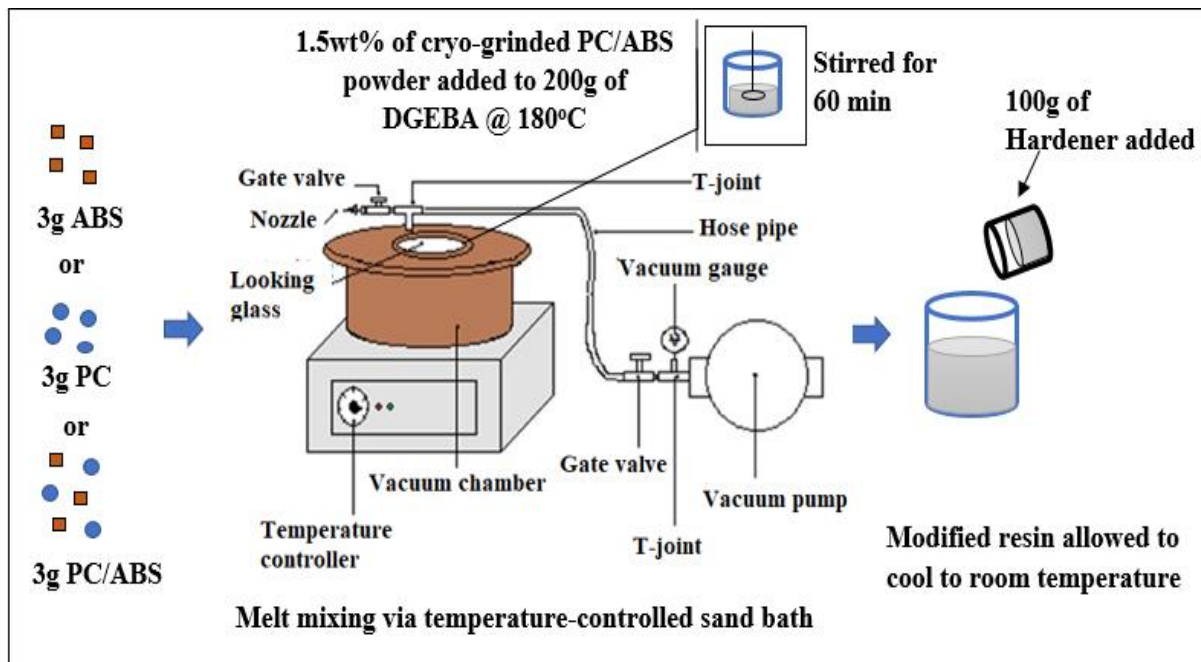 1.5wt% of cryo-grinded PC/ABS
powder added to 200g of
DGEBA @ 180°C
Stirred for
60 min
100g of
Hardener added
3g ABS
or
3g PC
or
3g PC/ABS
Gate valve
Nozzle
Looking
glass
T-joint
Hose pipe
Vacuum gauge
Gate valve
Vacuum chamber
Vacuum pump
Temperature
controller
T-joint
Modified resin allowed to
cool to room temperature
Melt mixing via temperature-controlled sand bath